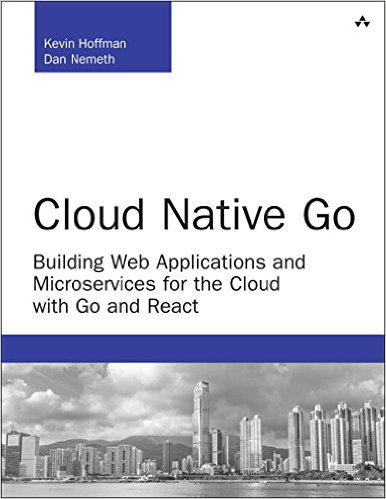 Kevin Hoffman
Dan Nemeth
Cloud Native Go
Building Web Applications and
Microservices for the Cloud
with Go and React